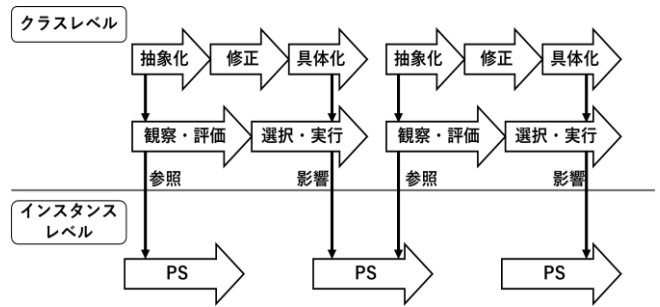 クラスレベル
抽象化 修正 具体化 抽象化 修正 具体化
観察・評価 選択・実行 観察・評価 選択・実行
参照 影響 参照 影響
インスタンス
レベル
PS PS PS